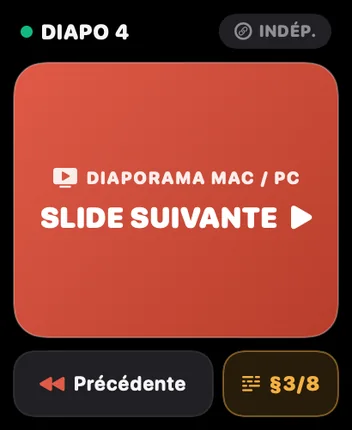 DIAPO 4
INDÉP.
DIAPORAMA MAC / PC
SLIDE SUIVANTE
Précédente
§3/8